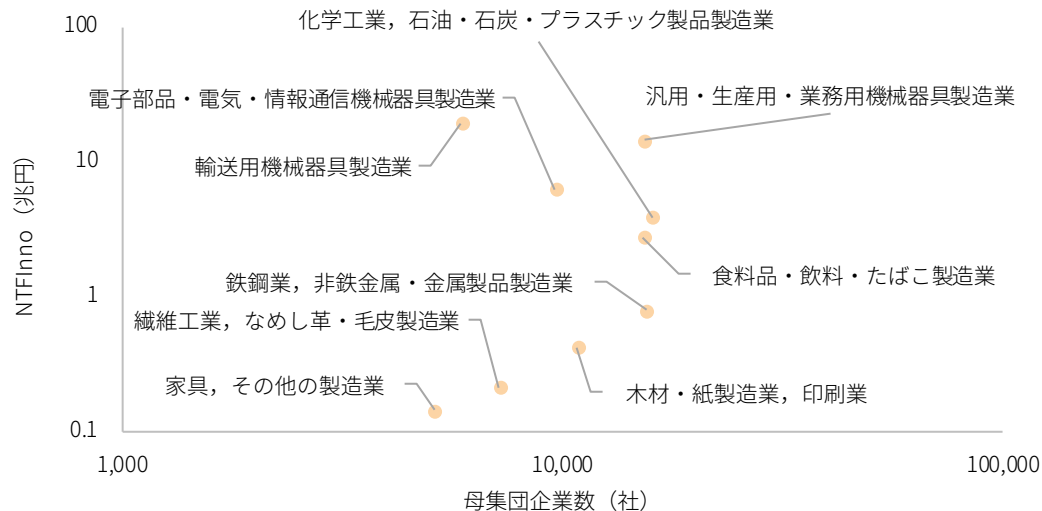 化学工業，石油・石炭・プラスチック製品製造業
100
電子部品・電気・情報通信機械器具製造業
汎用・生産用・業務用機械器具製造業
10
輸送用機械器具製造業
NTFInno（兆円）
食料品・飲料・たばこ製造業
鉄鋼業，非鉄金属・金属製品製造業
1
繊維工業，なめし革・毛皮製造業
家具，その他の製造業
木材・紙製造業，印刷業
0.1
1,000
10,000
100,000
母集団企業数（社）